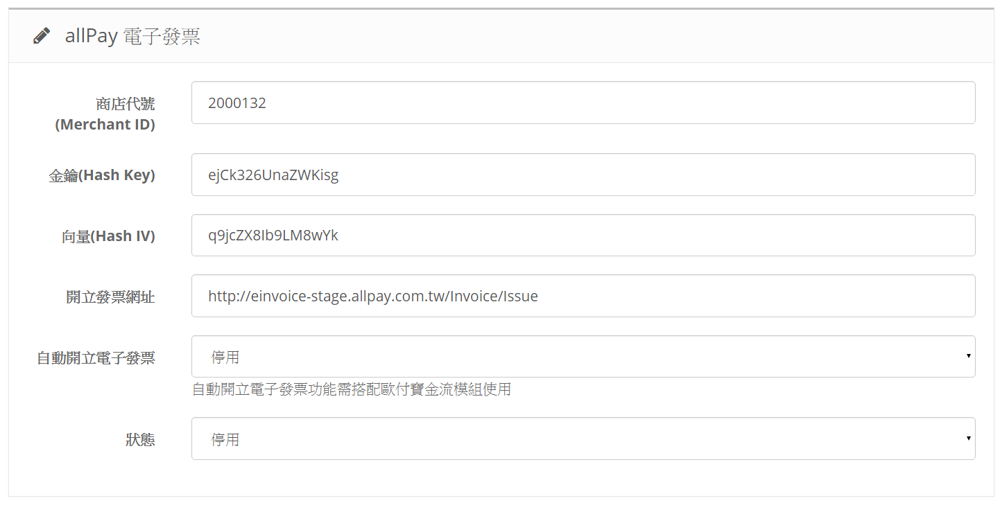 allPay 電子發票
商店代號
(Merchant ID)
2000132
金鑰(Hash Key)
ejCk326UnaZWKisg
向量(Hash IV)
q9jcZX8Ib9LM8wYk
開立發票網址
http://einvoice-stage.allpay.com.tw/Invoice/Issue
自動開立電子發票
停用
自動開立電子發票功能需搭配歐付寶金流模組使用
狀態
停用